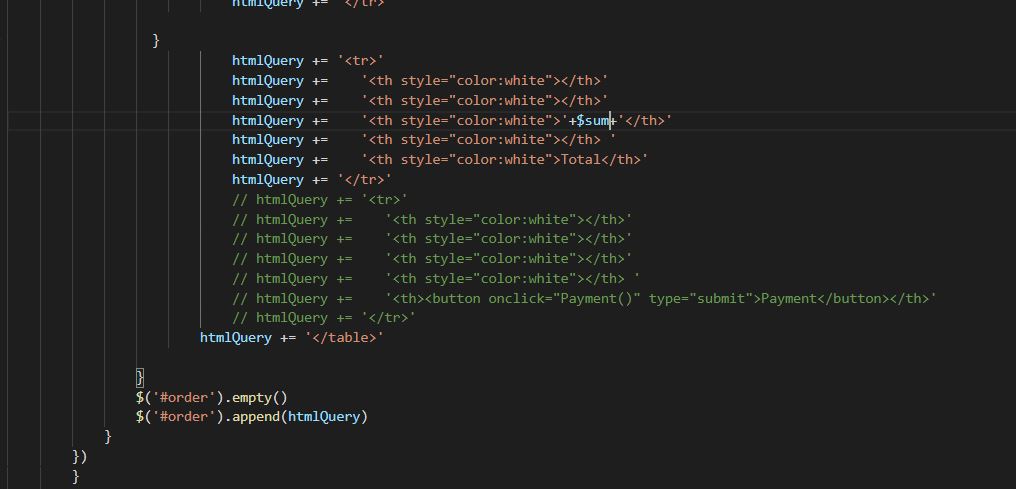 htmlQuery += '</tr>'
}
htmlQuery += '<tr>'
htmlQuery +=    '<th style="color:white"></th>'
htmlQuery +=    '<th style="color:white"></th>'
htmlQuery +=    '<th style="color:white">'+$sum+'</th>'
htmlQuery +=    '<th style="color:white"></th> '
htmlQuery +=    '<th style="color:white">Total</th>'
htmlQuery += '</tr>'
// htmlQuery += '<tr>'
// htmlQuery +=    '<th style="color:white"></th>'
// htmlQuery +=    '<th style="color:white"></th>'
// htmlQuery +=    '<th style="color:white"></th>'
// htmlQuery +=    '<th style="color:white"></th> '
// htmlQuery +=    '<th><button onclick="Payment()" type="submit">Payment</button></th>'
// htmlQuery += '</tr>'
htmlQuery += '</table>'
}
$('#order').empty()
$('#order').append(htmlQuery)
}
})
}